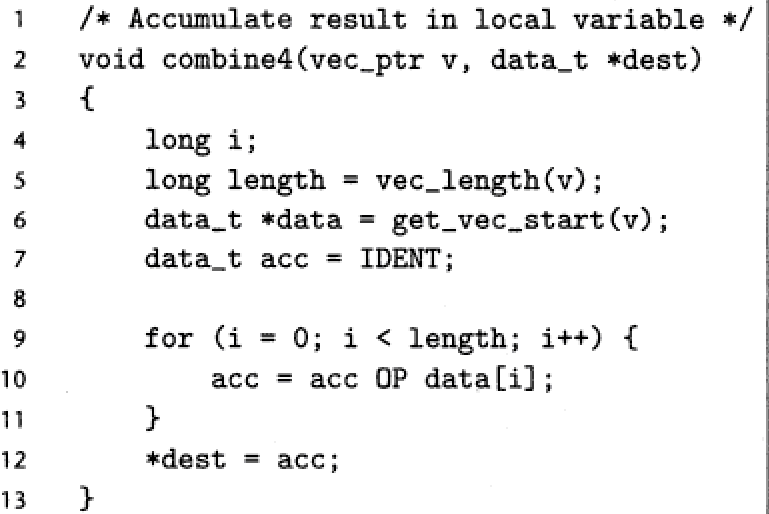 1 /* Accumulate result in local variable */
2 void combine4(vec_ptr v, data_t *dest)
3 {
4     long i;
5     long length = vec_length(v);
6     data_t *data = get_vec_start(v);
7     data_t acc = IDENT;
8
9     for (i = 0; i < length; i++) {
10         acc = acc OP data[i];
11     }
12     *dest = acc;
13 }